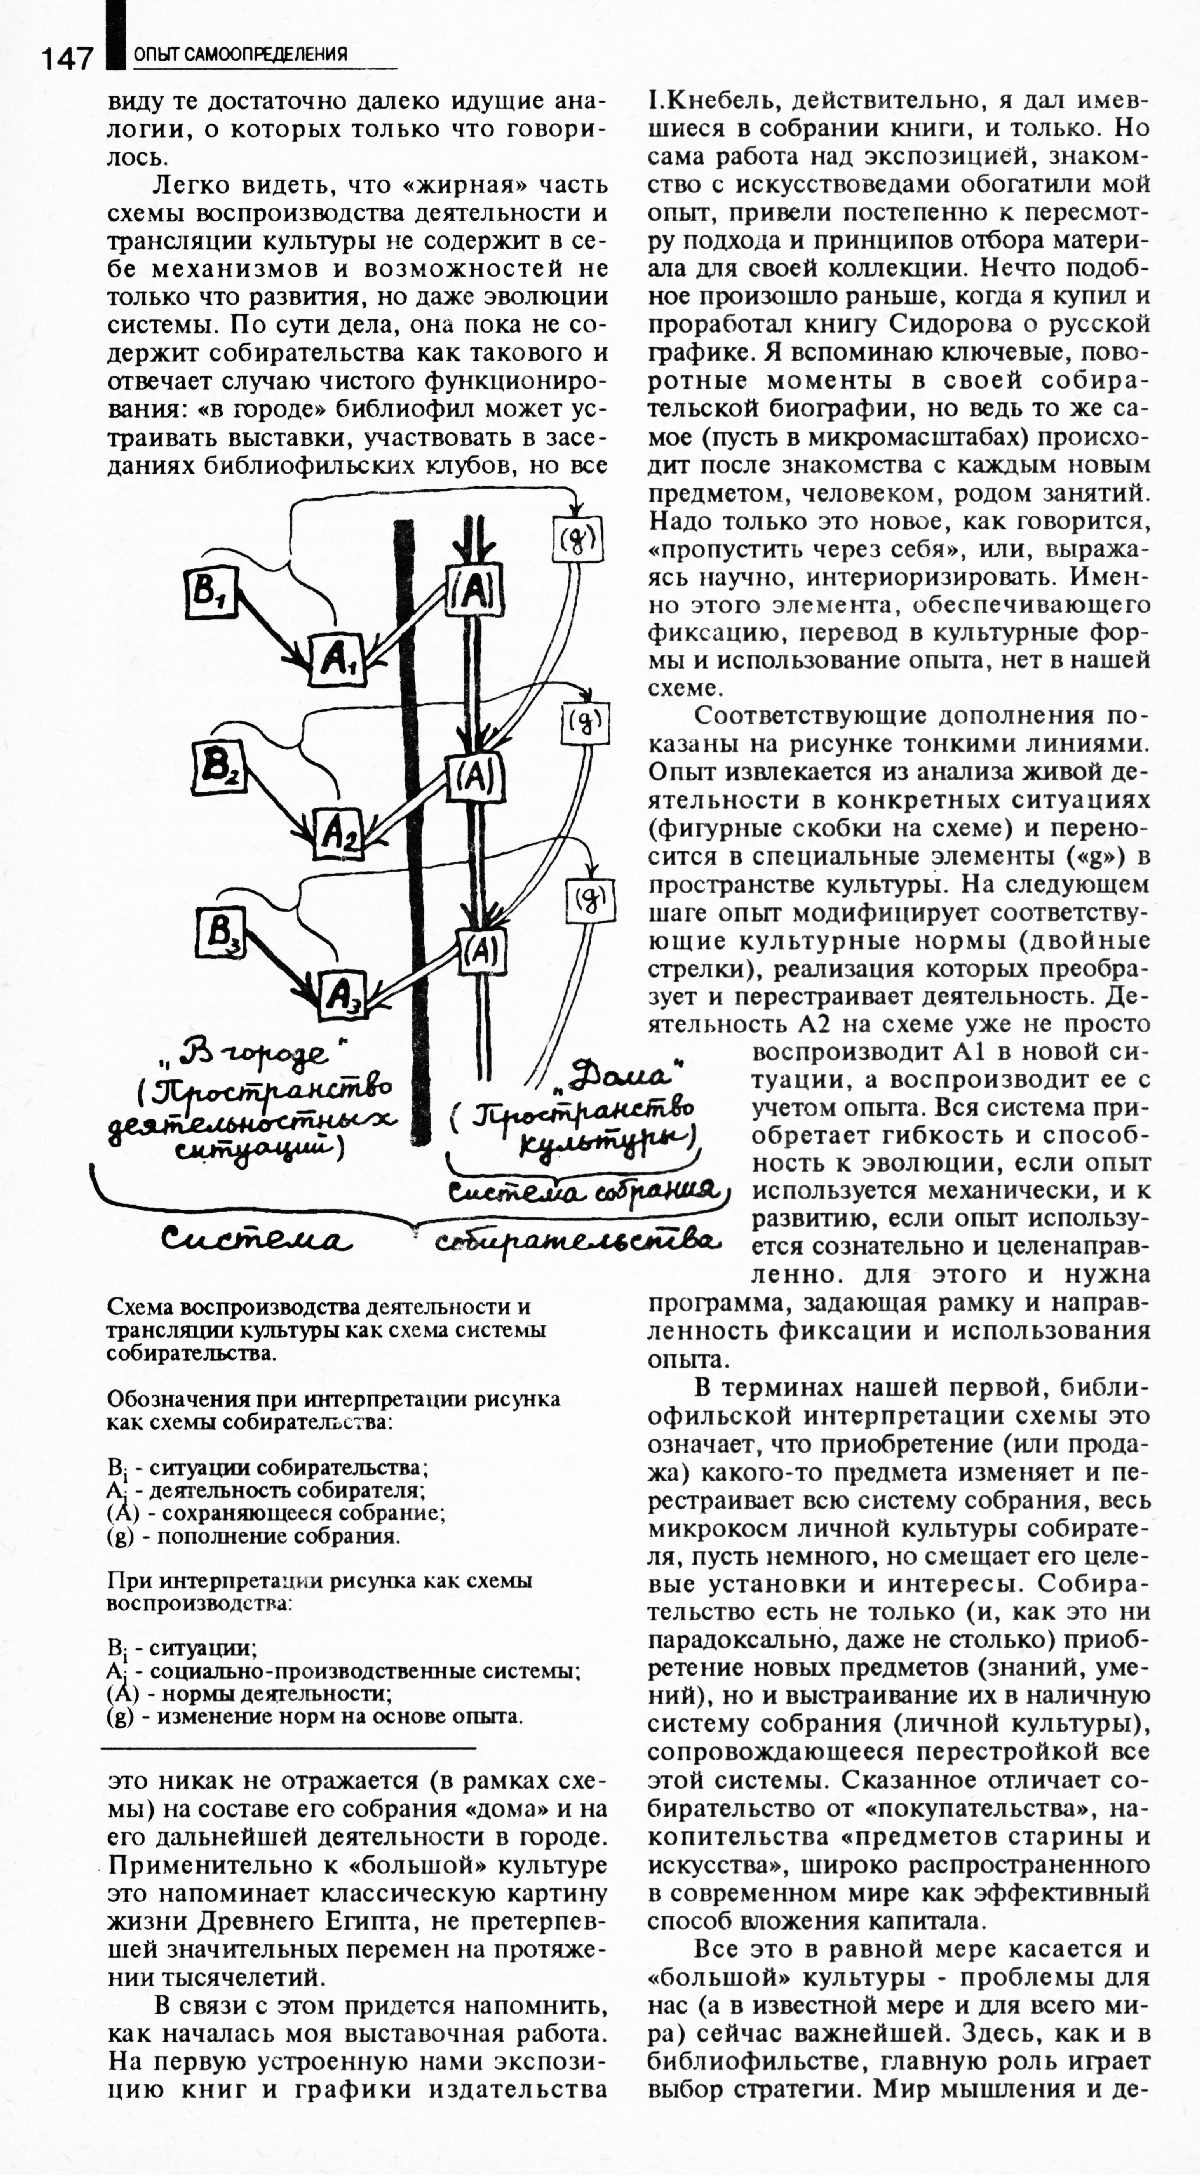 147
ОПЫТ САМООПРЕДЕЛЕНИЯ
виду те достаточно далеко идущие ана-
логии, о которых только что говори-
лось.
Легко видеть, что «жирная» часть
схемы воспроизводства деятельности и
трансляции культуры не содержит в се-
бе механизмов и возможностей не
только что развития, но даже эволюции
системы. По сути дела, она пока не со-
держит собирательства как такового и
отвечает случаю чистого функциониро-
вания: «в городе» библиофил может ус-
траивать выставки, участвовать в засе-
даниях библиофильских клубов, но все
(g)
B1
(A)
A1
(g)
B2
(A)
A2
(g)
B3
(A)
A3
„В городе"
(Пространство
деятельностных
ситуаций)
„Дома"
(Пространство
культуры)
Система собрания
Система собирательства
Схема воспроизводства деятельности и
трансляции культуры как схема системы
собирательства.
Обозначения при интерпретации рисунка
как схемы собирательства:
Bi - ситуации собирательства;
Ai - деятельность собирателя;
(A) - сохраняющееся собрание;
(g) - пополнение собрания.
При интерпретации рисунка как схемы
воспроизводства:
Bi - ситуации;
Ai - социально-производственные системы;
(A) - нормы деятельности;
(g) - изменение норм на основе опыта.
это никак не отражается (в рамках схе-
мы) на составе его собрания «дома» и на
его дальнейшей деятельности в городе.
Применительно к «большой» культуре
это напоминает классическую картину
жизни Древнего Египта, не претерпев-
шей значительных перемен на протяже-
нии тысячелетий.
В связи с этом придется напомнить,
как началась моя выставочная работа.
На первую устроенную нами экспози-
цию книг и графики издательства
I.Кнебель, действительно, я дал имев-
шиеся в собрании книги, и только. Но
сама работа над экспозицией, знаком-
ство с искусствоведами обогатили мой
опыт, привели постепенно к пересмот-
ру подхода и принципов отбора матери-
ала для своей коллекции. Нечто подоб-
ное произошло раньше, когда я купил и
проработал книгу Сидорова о русской
графике. Я вспоминаю ключевые, пово-
ротные моменты в своей собира-
тельской биографии, но ведь то же са-
мое (пусть в микромасштабах) происхо-
дит после знакомства с каждым новым
предметом, человеком, родом занятий.
Надо только это новое, как говорится,
«пропустить через себя», или, выража-
ясь научно, интериоризировать. Имен-
но этого элемента, обеспечивающего
фиксацию, перевод в культурные фор-
мы и использование опыта, нет в нашей
схеме.
Соответствующие дополнения по-
казаны на рисунке тонкими линиями.
Опыт извлекается из анализа живой де-
ятельности в конкретных ситуациях
(фигурные скобки на схеме) и перено-
сится в специальные элементы («g») в
пространстве культуры. На следующем
шаге опыт модифицирует соответству-
ющие культурные нормы (двойные
стрелки), реализация которых преобра-
зует и перестраивает деятельность. Де-
ятельность А2 на схеме уже не просто
воспроизводит А1 в новой си-
туации, а воспроизводит ее с
учетом опыта. Вся система при-
обретает гибкость и способ-
ность к эволюции, если опыт
используется механически, и к
развитию, если опыт использу-
ется сознательно и целенаправ-
ленно. для этого и нужна
программа, задающая рамку и направ-
ленность фиксации и использования
опыта.
В терминах нашей первой, библи-
офильской интерпретации схемы это
означает, что приобретение (или прода-
жа) какого-то предмета изменяет и пе-
рестраивает всю систему собрания, весь
микрокосм личной культуры собирате-
ля, пусть немного, но смещает его целе-
вые установки и интересы. Собира-
тельство есть не только (и, как это ни
парадоксально, даже не столько) приоб-
ретение новых предметов (знаний, уме-
ний), но и выстраивание их в наличную
систему собрания (личной культуры),
сопровождающееся перестройкой все
этой системы. Сказанное отличает со-
бирательство от «покупательства», на-
копительства «предметов старины и
искусства», широко распространенного
в современном мире как эффективный
способ вложения капитала.
Все это в равной мере касается и
«большой» культуры - проблемы для
нас (а в известной мере и для всего ми-
ра) сейчас важнейшей. Здесь, как и в
библиофильстве, главную роль играет
выбор стратегии. Мир мышления и де-